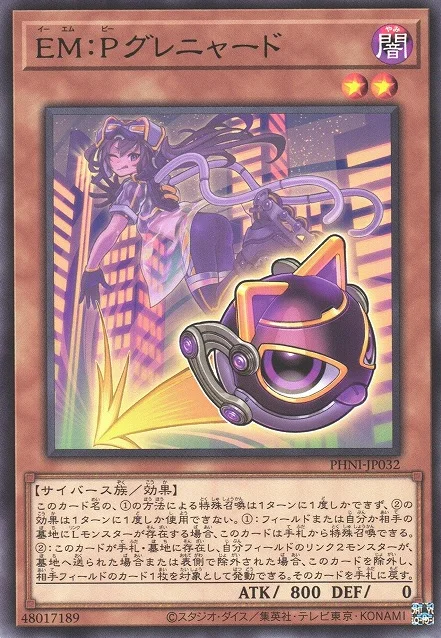 イーエムピー
EM：Pグレニャード
やみ
闇
PHNI-JP032
【サイバース族／効果】
このカード名の、①の方法による特殊召喚は1ターンに1度しかできず、②の
効果は1ターンに1度しか使用できない。①：フィールドまたは自分か相手の
墓地にLモンスターが存在する場合、このカードは手札から特殊召喚できる。
②：このカードが手札・墓地に存在し、自分フィールドのリンクモンスターが、
墓地へ送られた場合または表側で除外された場合、このカードを除外し、
相手フィールドのカード1枚を対象として発動できる。そのカードを手札に戻す。
ATK/ 800 DEF/ 0
48017189 ©スタジオ・ダイス／集英社・テレビ東京・KONAMI